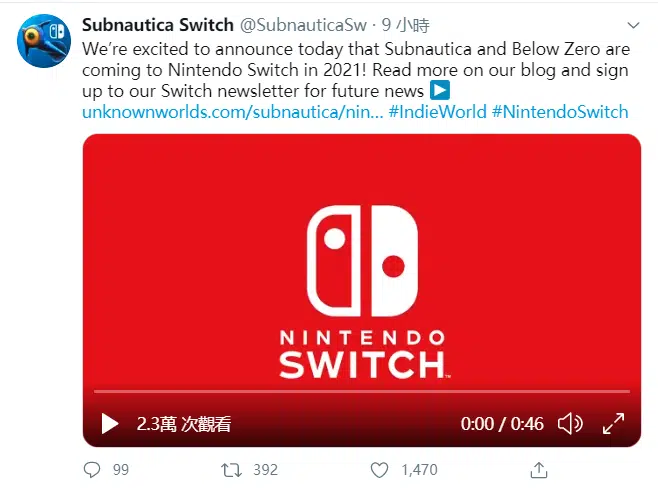 Subnautica Switch @SubnauticaSw · 9 小時
We’re excited to announce today that Subnautica and Below Zero are
coming to Nintendo Switch in 2021! Read more on our blog and sign
up to our Switch newsletter for future news ▶️
unknownworlds.com/subnautica/nin... #IndieWorld #NintendoSwitch
NINTENDO
SWITCH™
2.3萬 次觀看 0:00 / 0:46
99 392 1,470